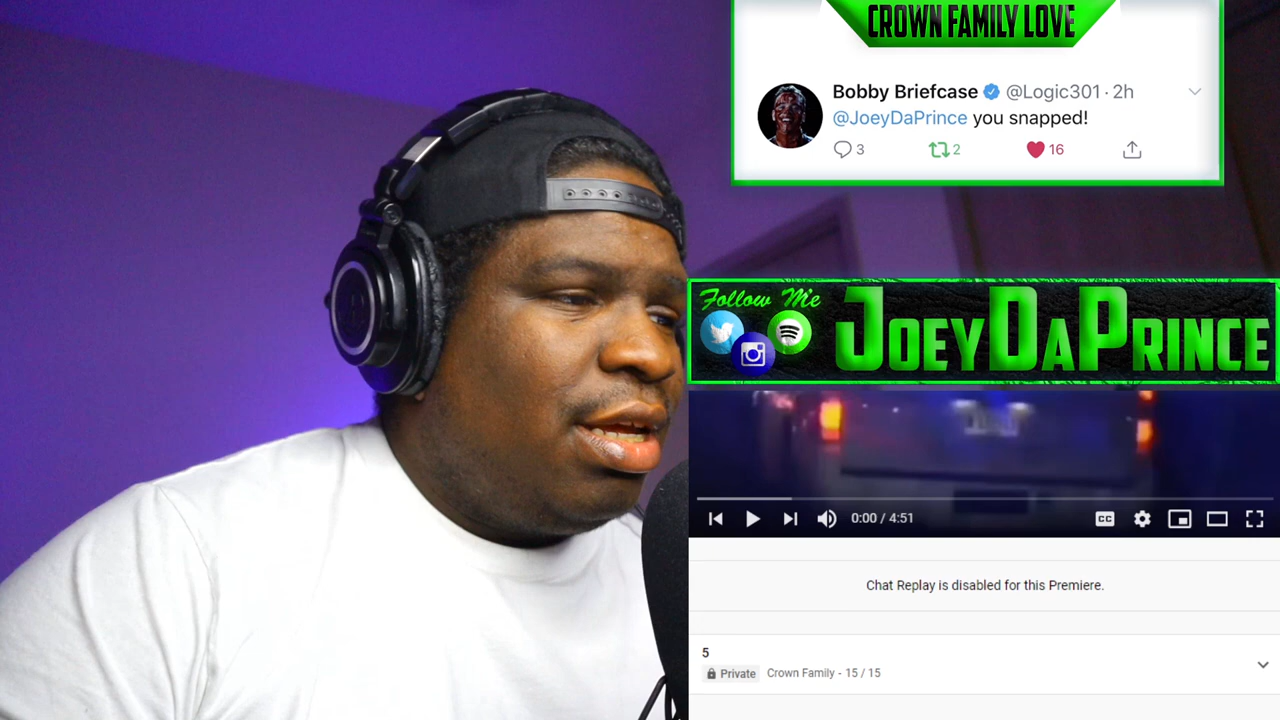 CROWN FAMILY LOVE
Bobby Briefcase @Logic301 · 2h
@JoeyDaPrince you snapped!
3 2 16
Follow Me
JOEYDAPRINCE
0:00 / 4:51
CC
Chat Replay is disabled for this Premiere.
5
Private Crown Family - 15 / 15